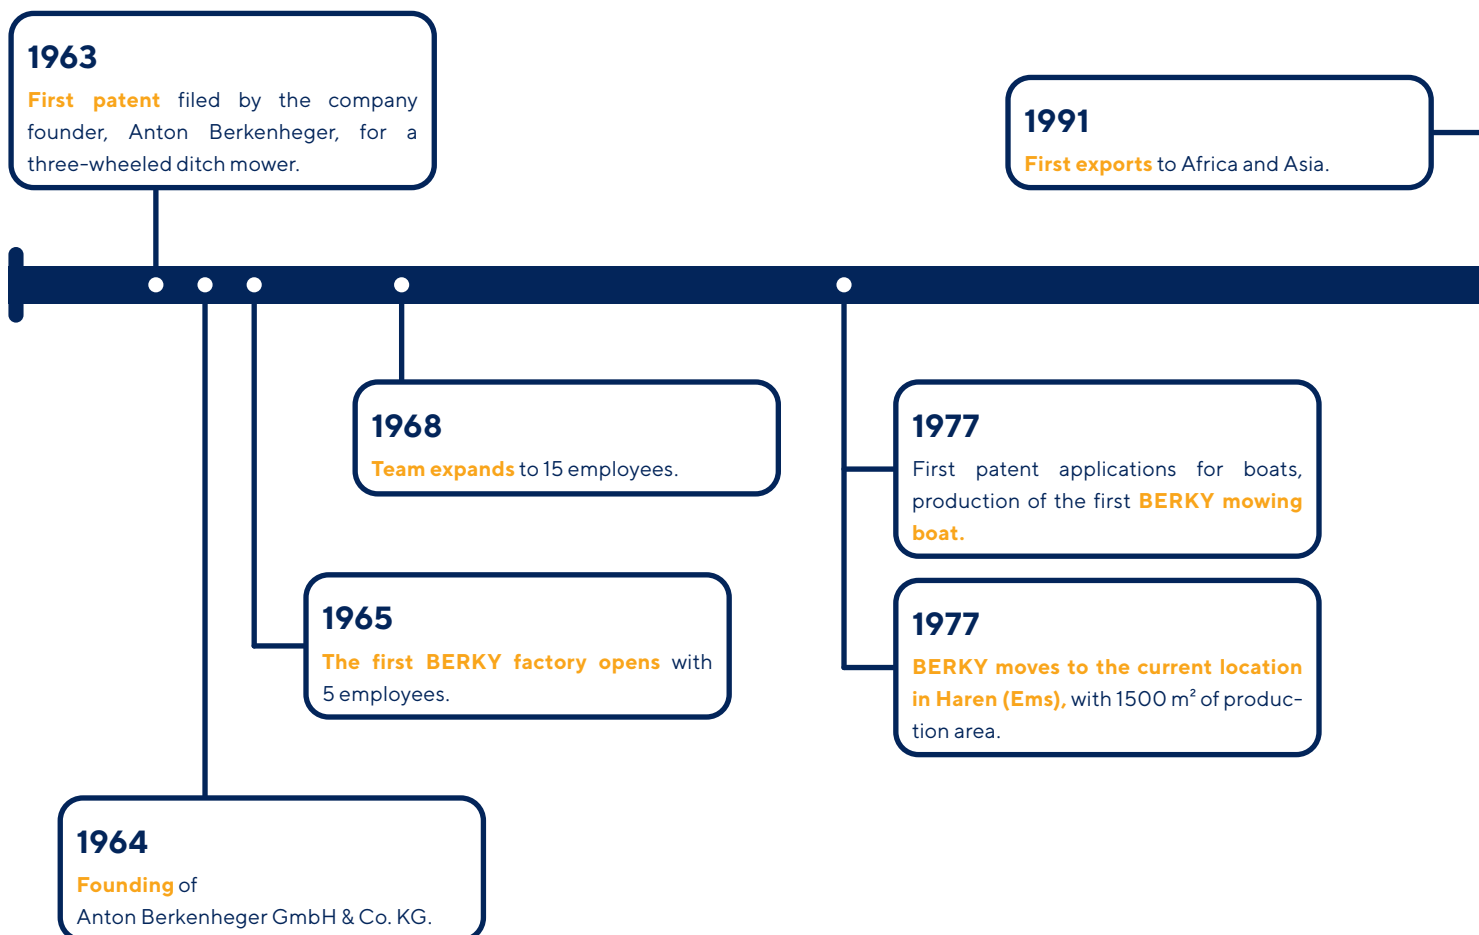 1963
First patent filed by the company
founder, Anton Berkenheger, for a
three-wheeled ditch mower.
1991
First exports to Africa and Asia.
1968
Team expands to 15 employees.
1977
First patent applications for boats,
production of the first BERKY mowing
boat.
1965
The first BERKY factory opens with
5 employees.
1977
BERKY moves to the current location
in Haren (Ems), with 1500 m² of produc-
tion area.
1964
Founding of
Anton Berkenheger GmbH & Co. KG.